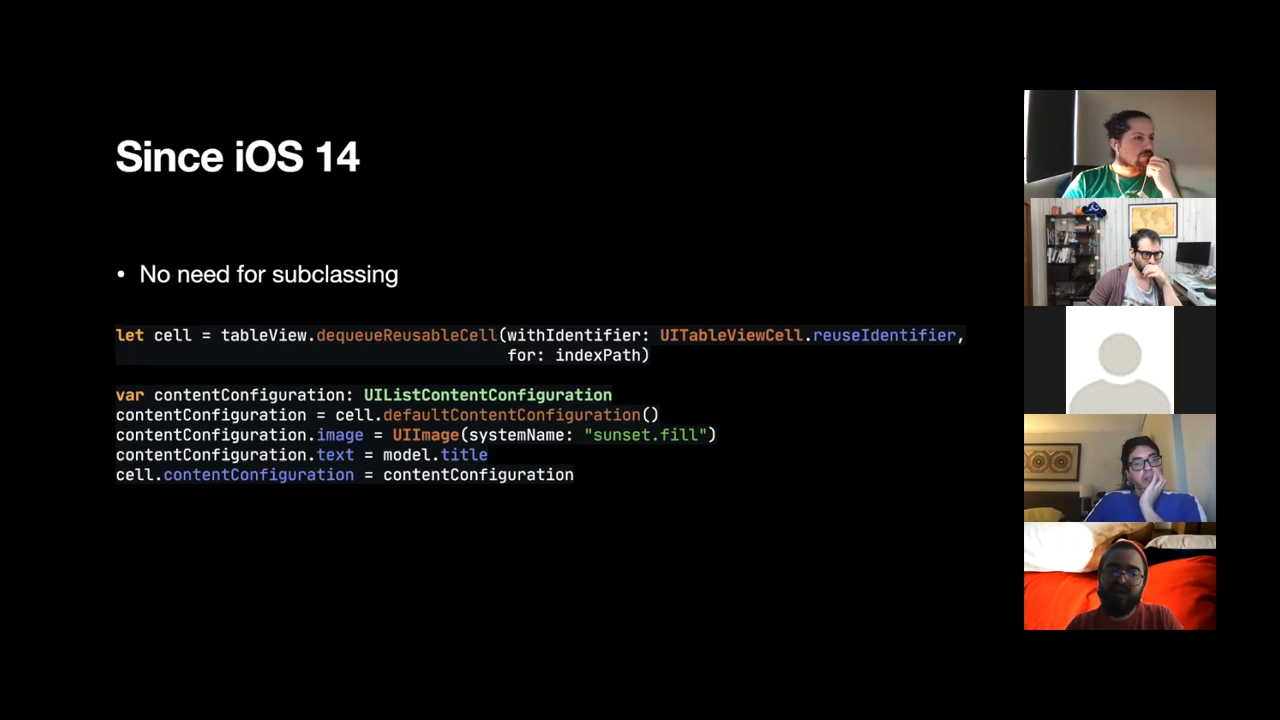 Since iOS 14
• No need for subclassing
let cell = tableView.dequeueReusableCell(withIdentifier: UITableViewCell.reuseIdentifier,
for: indexPath)
var contentConfiguration: UIListContentConfiguration
contentConfiguration = cell.defaultContentConfiguration()
contentConfiguration.image = UIImage(systemName: "sunset.fill")
contentConfiguration.text = model.title
cell.contentConfiguration = contentConfiguration